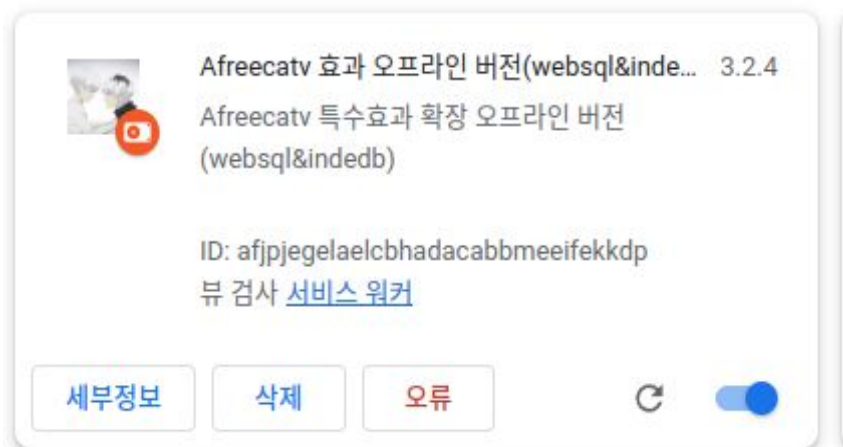 Afreecatv 효과 오프라인 버전(websql&inde... 3.2.4
Afreecatv 특수효과 확장 오프라인 버전
(websql&indedb)
ID: afjpjegelaelcbhadacabbmeeifekkdp
뷰 검사 서비스 워커
세부정보 삭제 오류